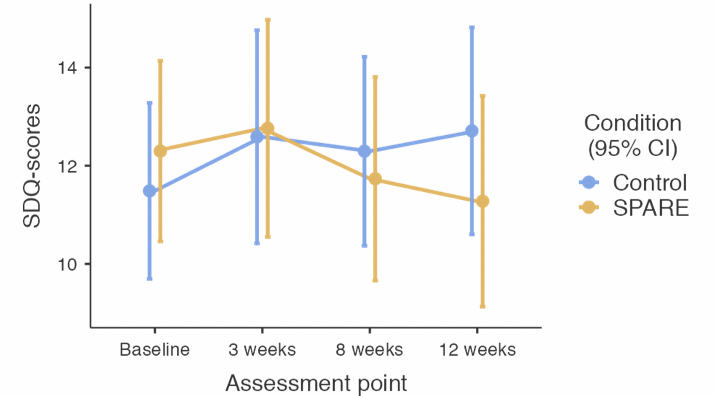 14
12
10
SDQ-scores
Baseline
3 weeks
8 weeks
12 weeks
Assessment point
Condition
(95% CI)
Control
SPARE